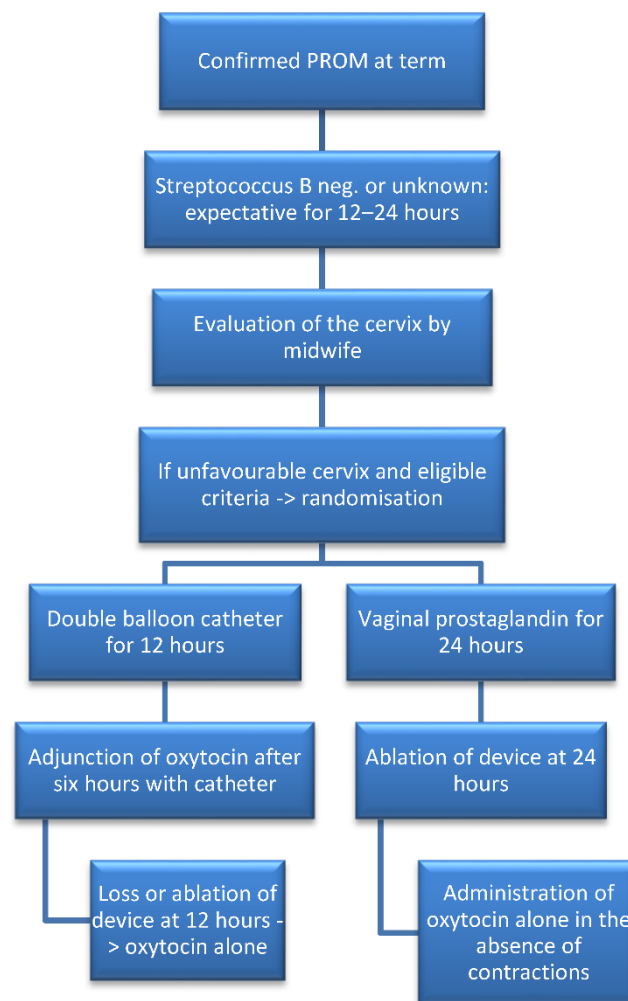 Confirmed PROM at term
Streptococcus B neg. or unknown:
expectative for 12–24 hours
Evaluation of the cervix by
midwife
If unfavourable cervix and eligible
criteria -> randomisation
Double balloon catheter
for 12 hours
Vaginal prostaglandin for
24 hours
Adjunction of oxytocin after
six hours with catheter
Ablation of device at 24
hours
Loss or ablation of
device at 12 hours -
> oxytocin alone
Administration of
oxytocin alone in the
absence of
contractions